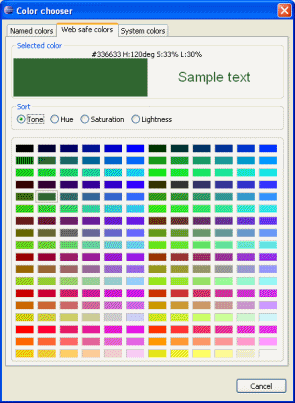 Color chooser
Named colors Web safe colors System colors
Selected color
#336633 H:120deg S:33% L:30%
Sample text
Sort
Tone Hue Saturation Lightness
Cancel